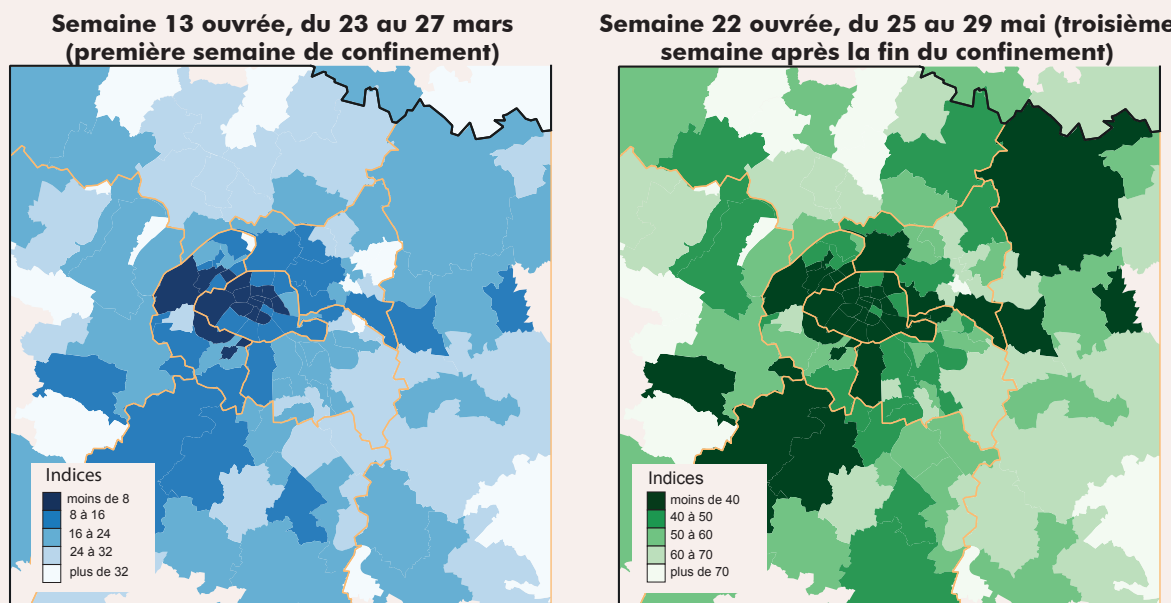 Semaine 13 ouvrée, du 23 au 27 mars
(première semaine de confinement)
Semaine 22 ouvrée, du 25 au 29 mai (troisième
semaine après la fin du confinement)
Indices
moins de 8
8 à 16
16 à 24
24 à 32
plus de 32
Indices
moins de 40
40 à 50
50 à 60
60 à 70
plus de 70